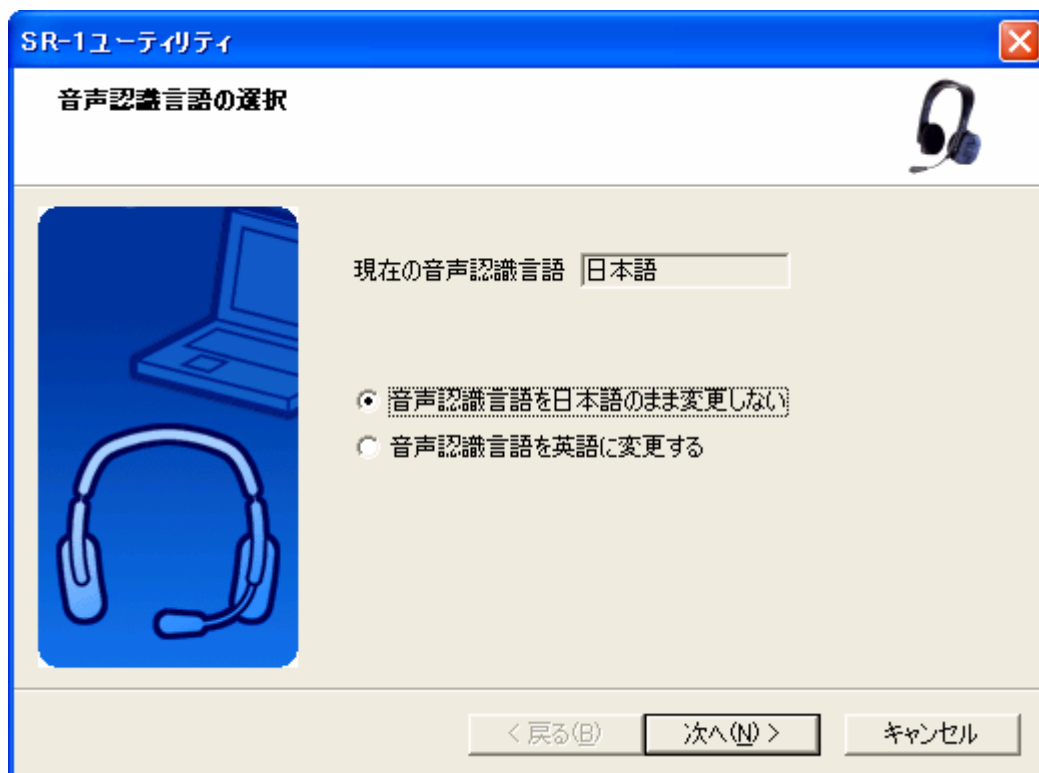 SR-1ユーティリティ
音声認識言語の選択
現在の音声認識言語 日本語
音声認識言語を日本語のまま変更しない
音声認識言語を英語に変更する
< 戻る(B) 次へ(N) > キャンセル